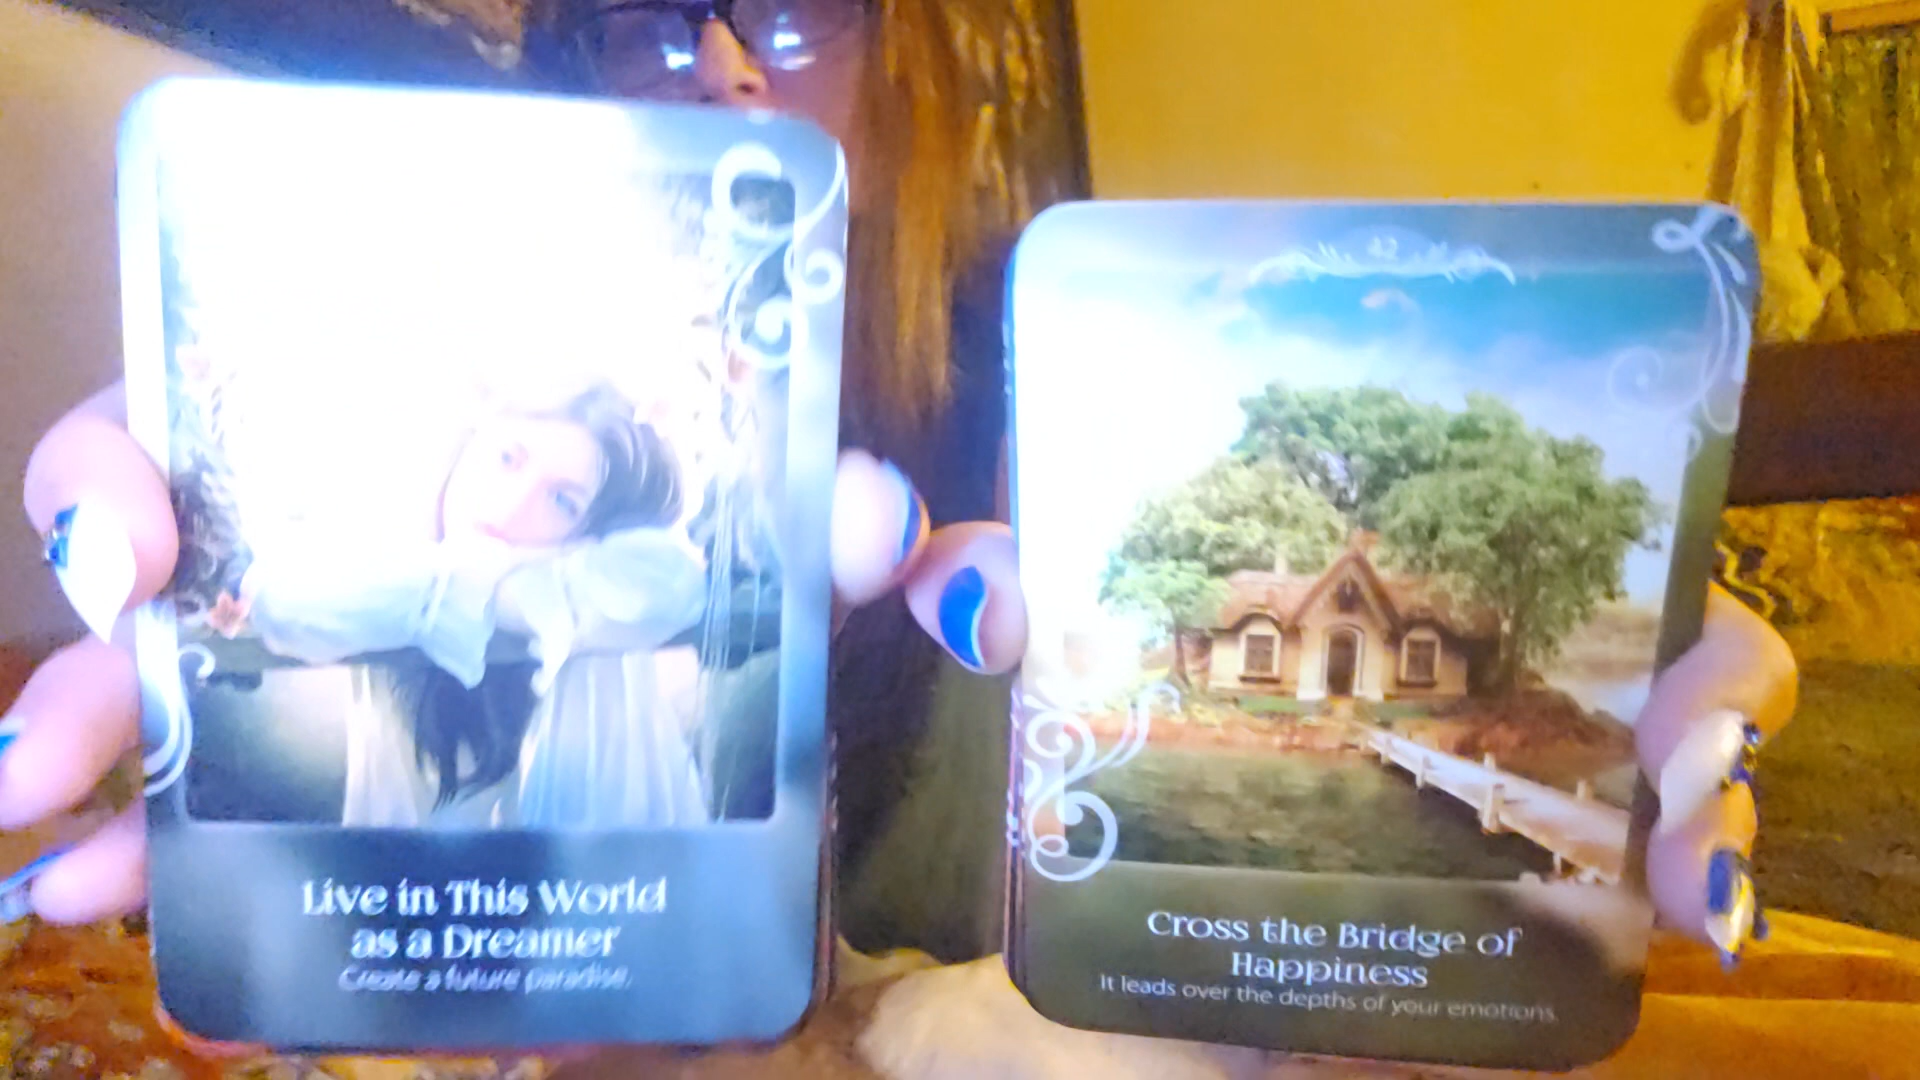 Live in This World
as a Dreamer
Create a future paradise.
42
Cross the Bridge of
Happiness
It leads over the depths of your emotions.